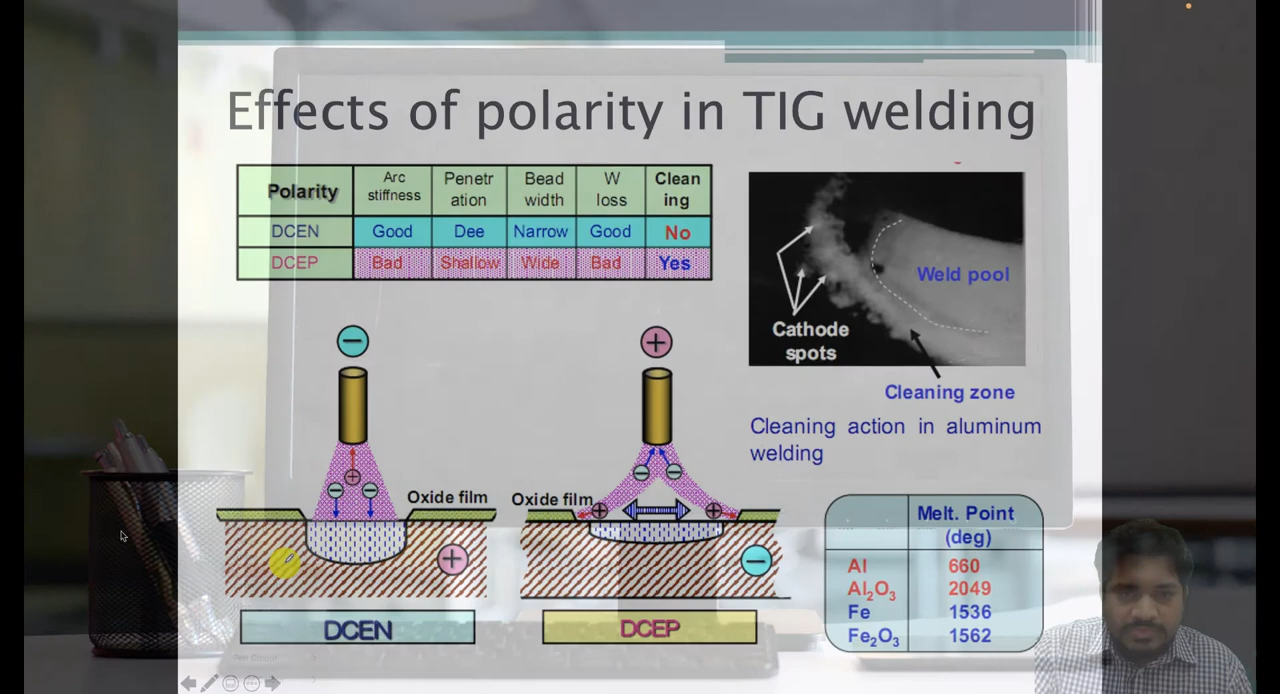 Effects of polarity in TIG welding
Polarity
Arc
stiffness
Penetr
ation
Bead
width
W
loss
Clean
ing
DCEN
Good
Dee
Narrow
Good
No
DCEP
Bad
Shallow
Wide
Bad
Yes
Weld pool
Cathode
spots
Cleaning zone
Cleaning action in aluminum
welding
−
+
+
−
−
Oxide film
+
DCEN
−
−
Oxide film
+
+
−
DCEP
Melt. Point
(deg)
Al 660
Al₂O₃ 2049
Fe 1536
Fe₂O₃ 1562